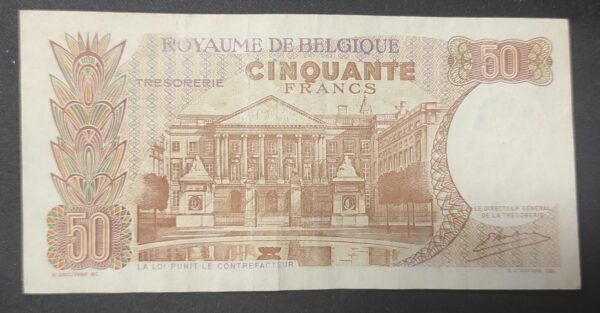 ROYAUME DE BELGIQUE
TRESORERIE
CINQUANTE
FRANCS
50
50
LE DIRECTEUR GENERAL
DE LA TRESORERIE
LA LOI PUNIT LE CONTREFACTEUR